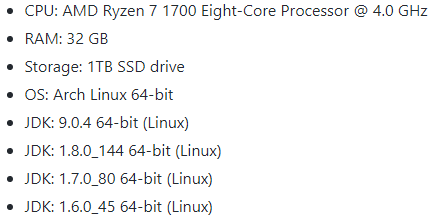 CPU: AMD Ryzen 7 1700 Eight-Core Processor @ 4.0 GHz
RAM: 32 GB
Storage: 1TB SSD drive
OS: Arch Linux 64-bit
JDK: 9.0.4 64-bit (Linux)
JDK: 1.8.0_144 64-bit (Linux)
JDK: 1.7.0_80 64-bit (Linux)
JDK: 1.6.0_45 64-bit (Linux)